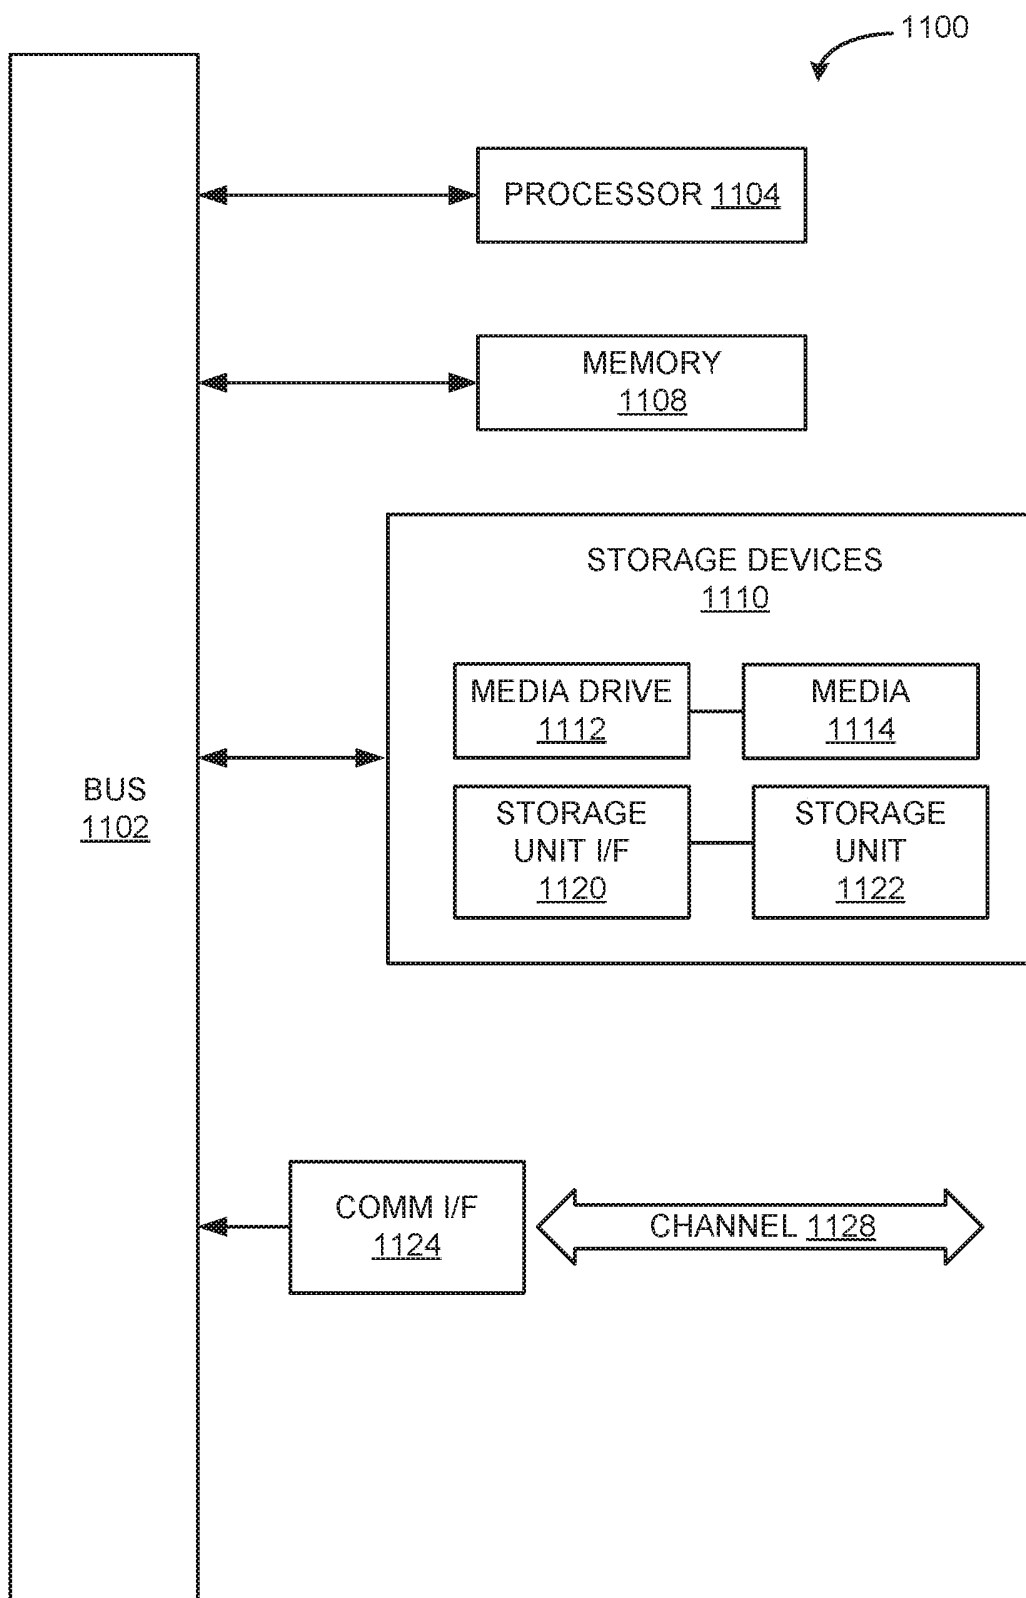 1100
PROCESSOR 1104
MEMORY
1108
STORAGE DEVICES
1110
MEDIA DRIVE
1112
MEDIA
1114
BUS
1102
STORAGE
UNIT I/F
1120
STORAGE
UNIT
1122
COMM I/F
1124
CHANNEL 1128